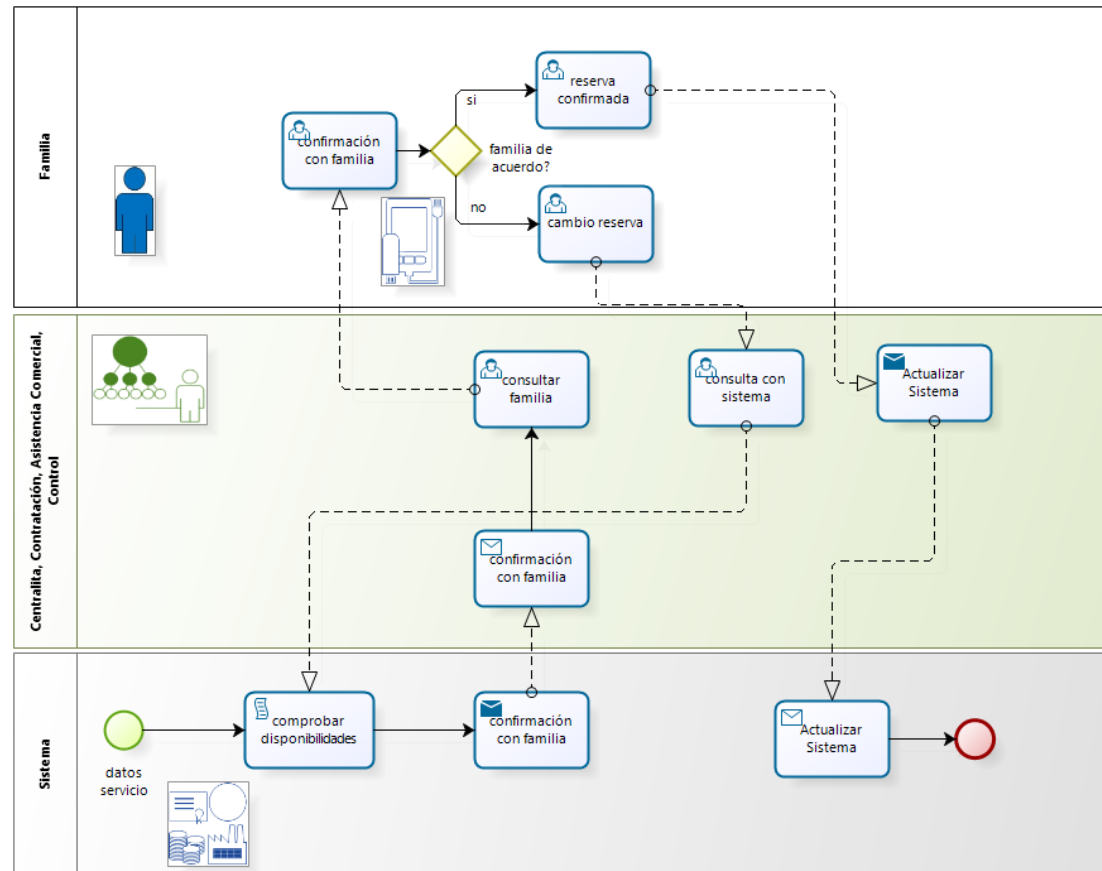 Familia
reserva
confirmada
si
confirmación
con familia
familia de
acuerdo?
no
cambio reserva
Centralita, Contratación, Asistencia Comercial,
Control
consultar
familia
consulta con
sistema
Actualizar
Sistema
confirmación
con familia
Sistema
datos
servicio
comprobar
disponibilidades
confirmación
con familia
Actualizar
Sistema